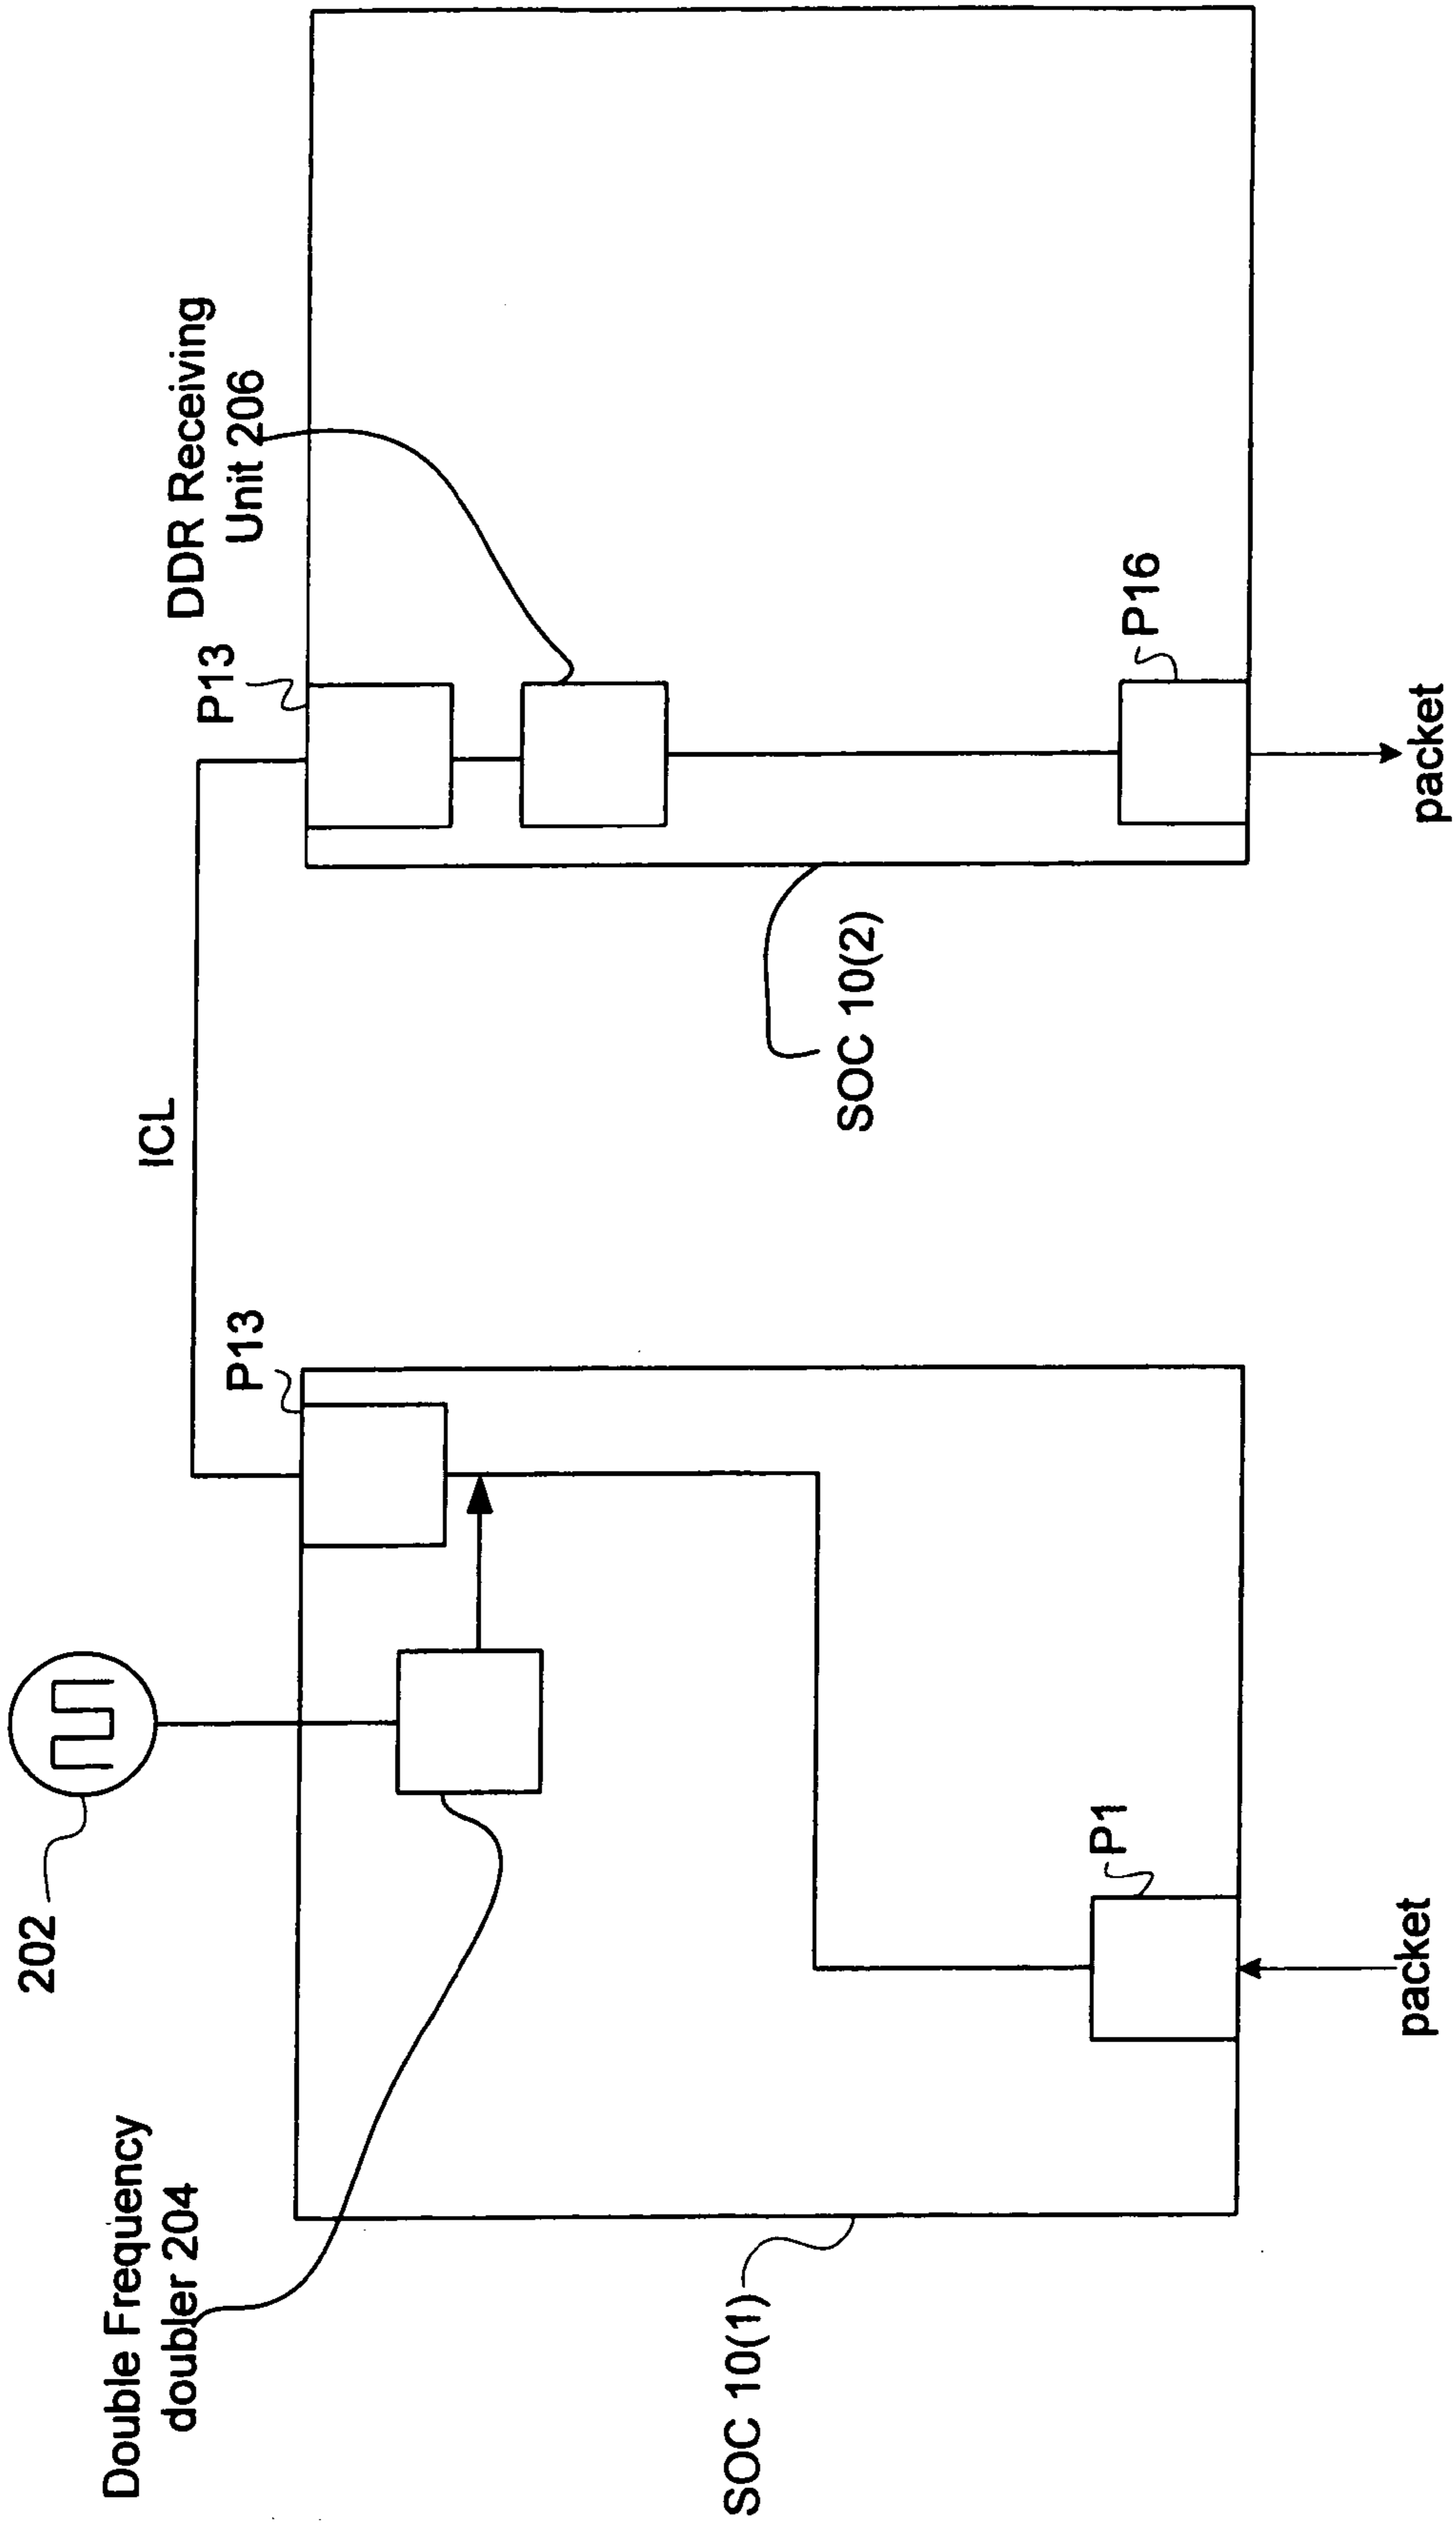 202
Double Frequency
doubler 204
P13
ICL
DDR Receiving
Unit 206
P13
SOC 10(1)
P1
packet
SOC 10(2)
P16
packet